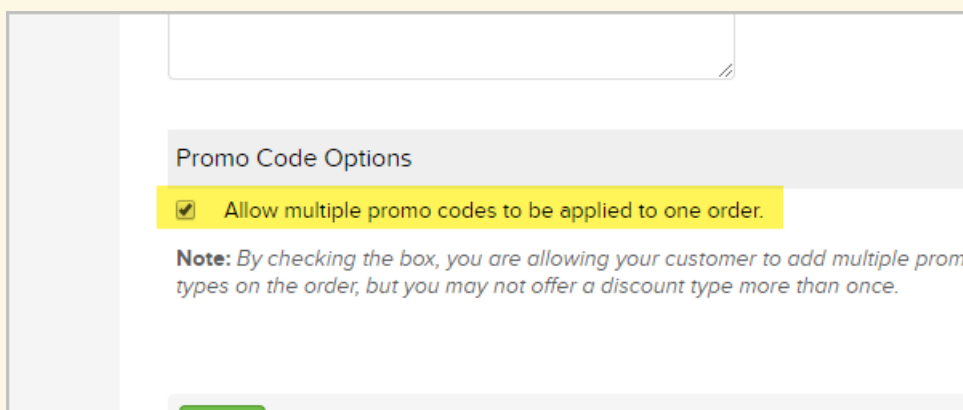 Promo Code Options
Allow multiple promo codes to be applied to one order.
Note: By checking the box, you are allowing your customer to add multiple prom
types on the order, but you may not offer a discount type more than once.